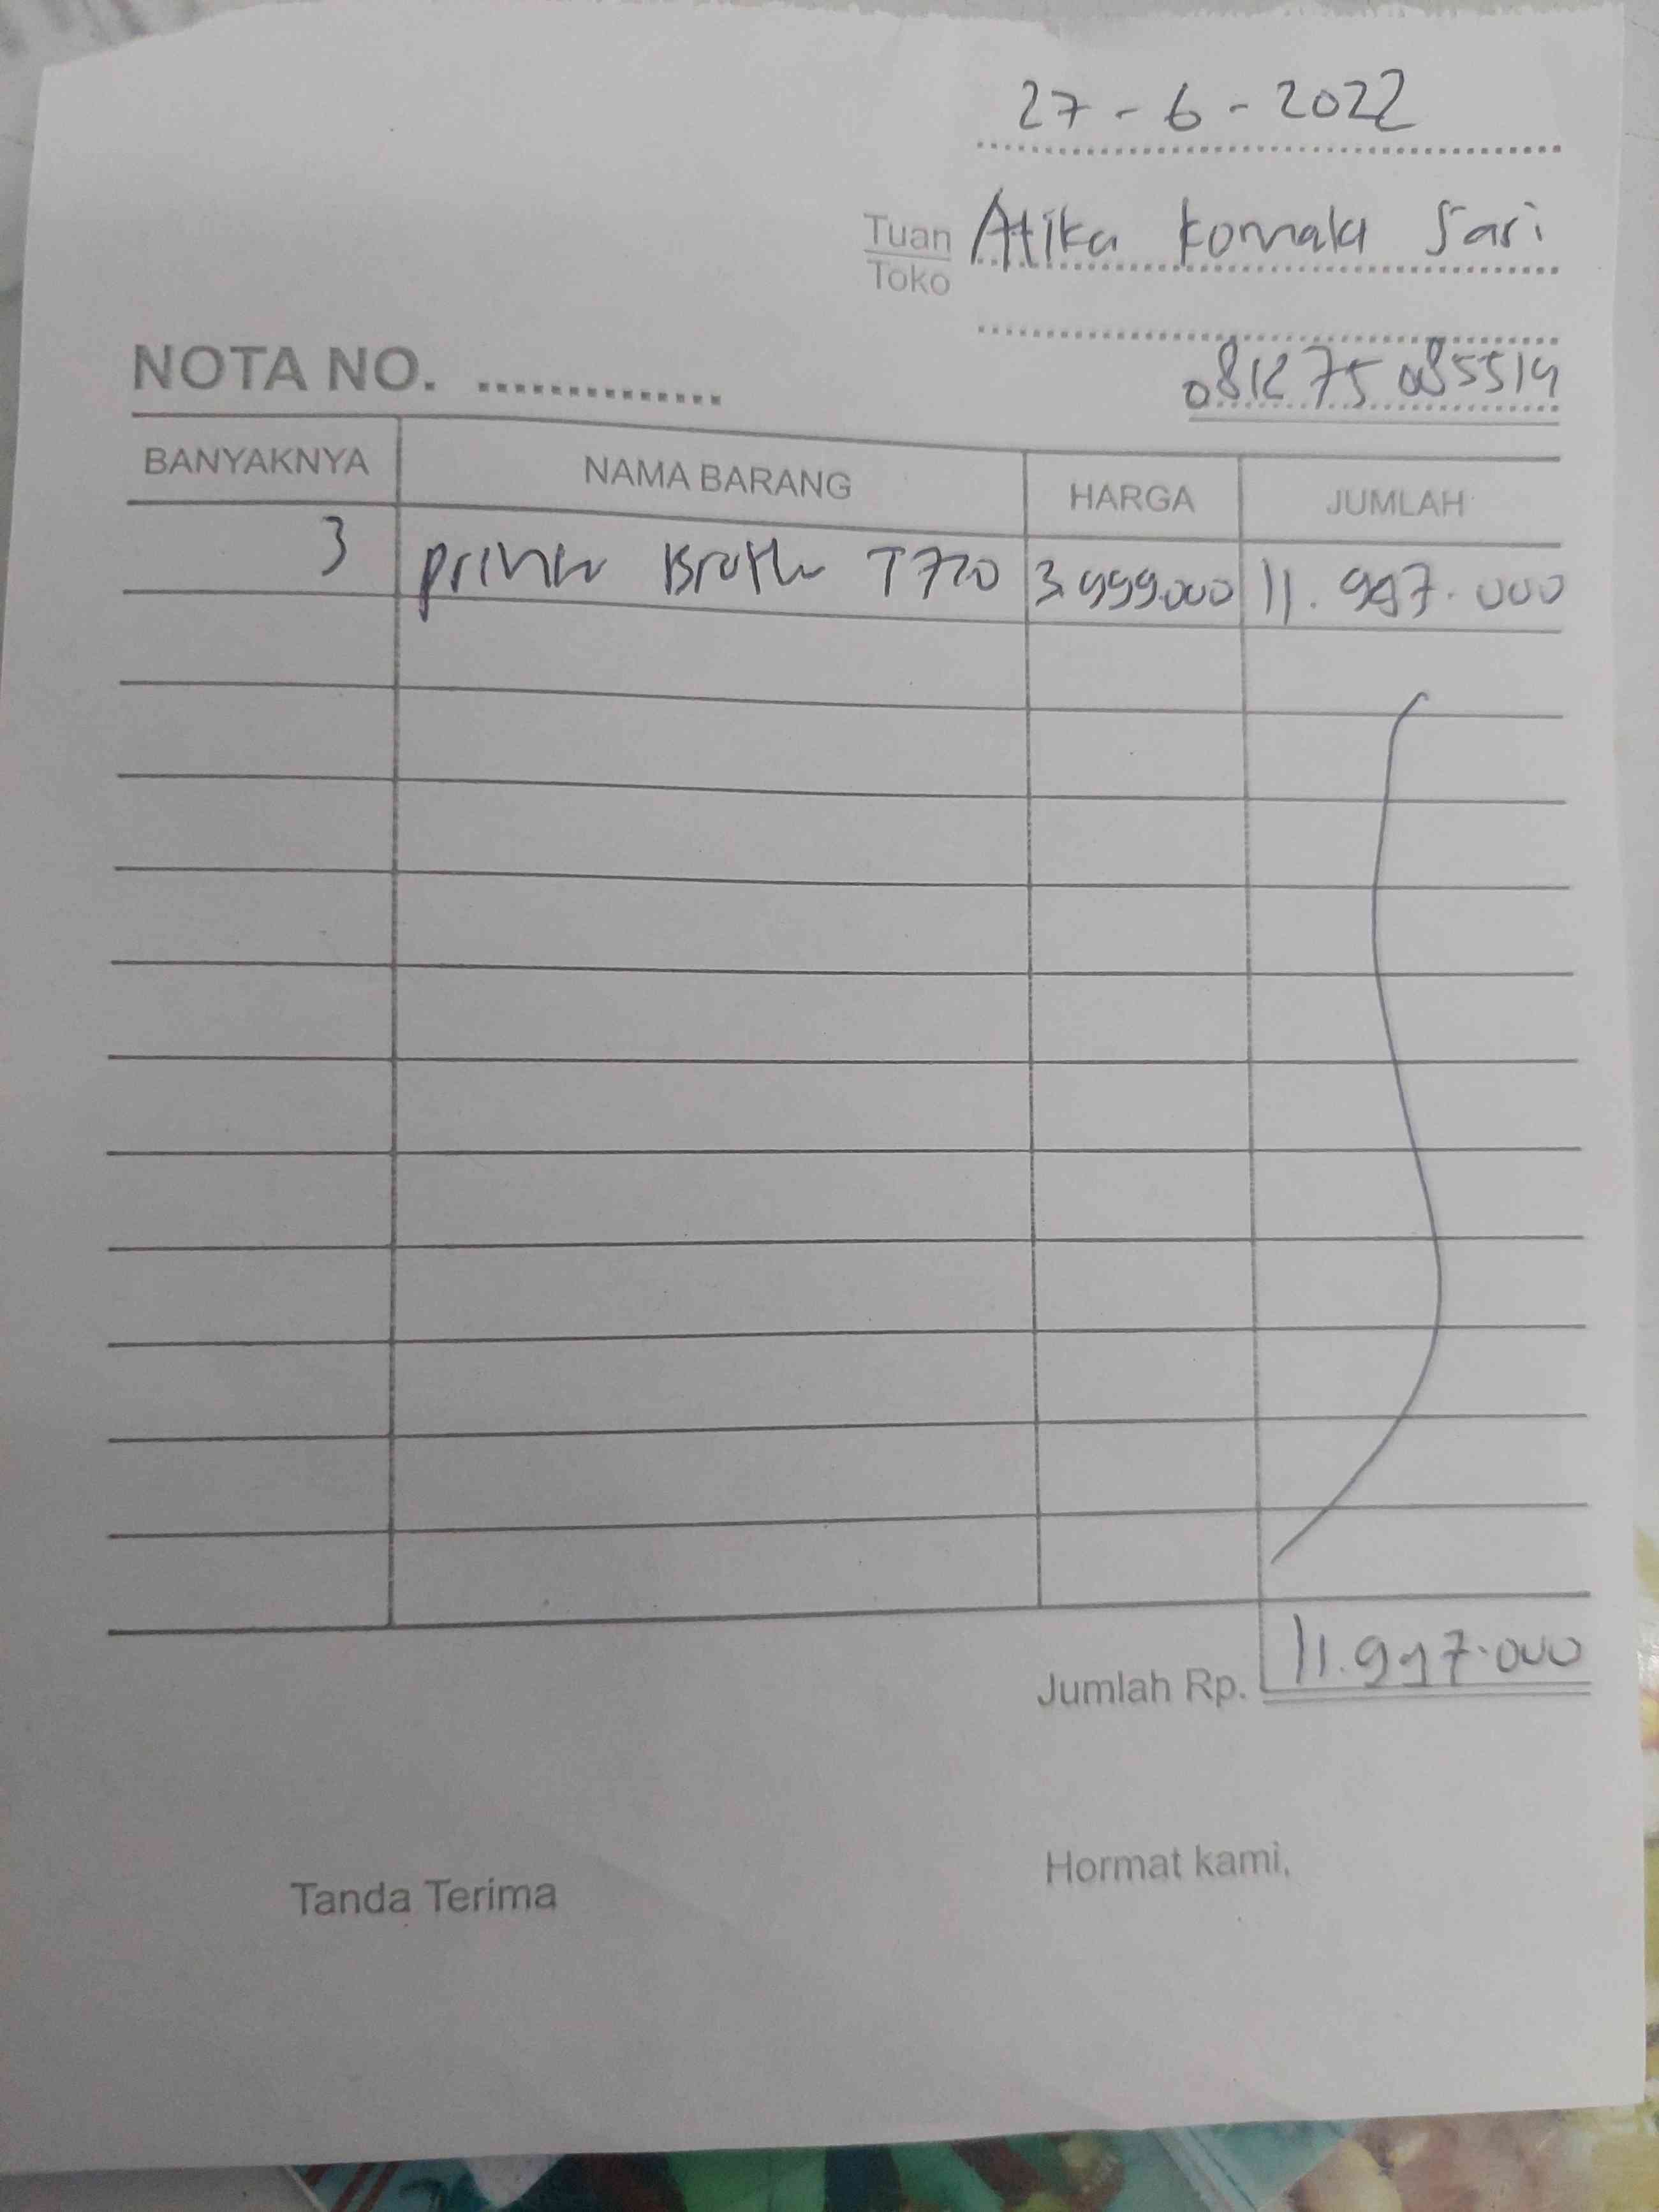 27 - 6 - 2022
Tuan Atika komala Sari
Toko
NOTA NO. ..............
081275085519
BANYAKNYA NAMA BARANG HARGA JUMLAH
3 printer Brother T720 3.999.000 11.997.000
Jumlah Rp. 11.997.000
Tanda Terima Hormat kami,